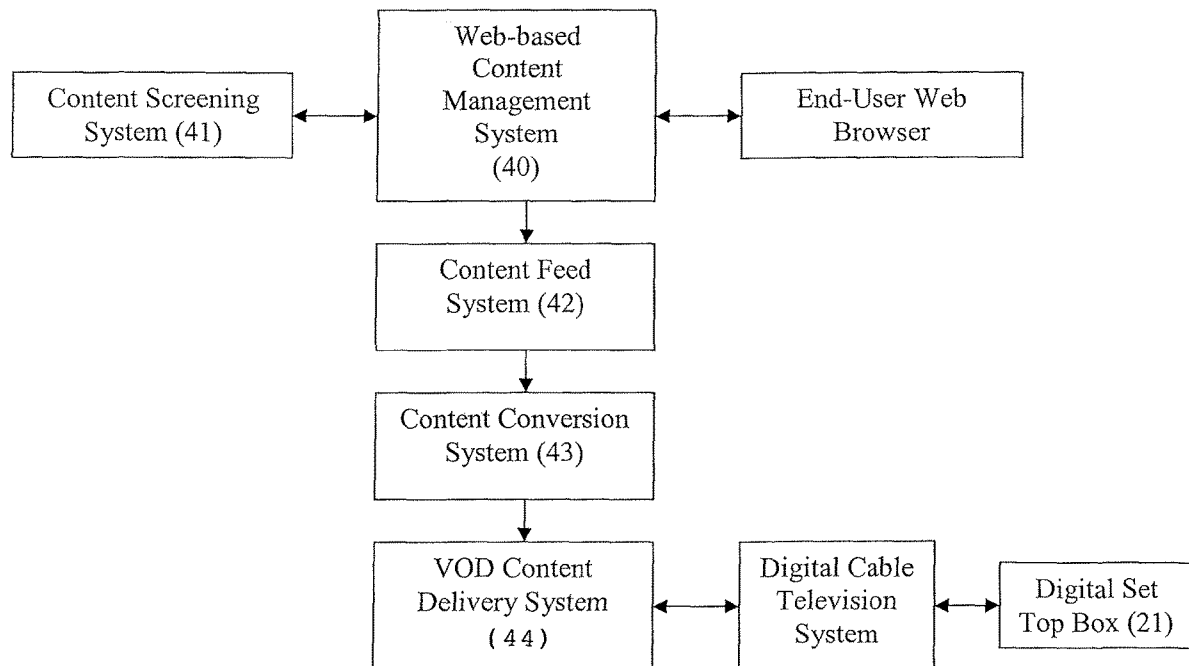 Web-based
Content
Management
System
(40)
Content Screening
System (41)
End-User Web
Browser
Content Feed
System (42)
Content Conversion
System (43)
VOD Content
Delivery System
(44)
Digital Cable
Television
System
Digital Set
Top Box (21)